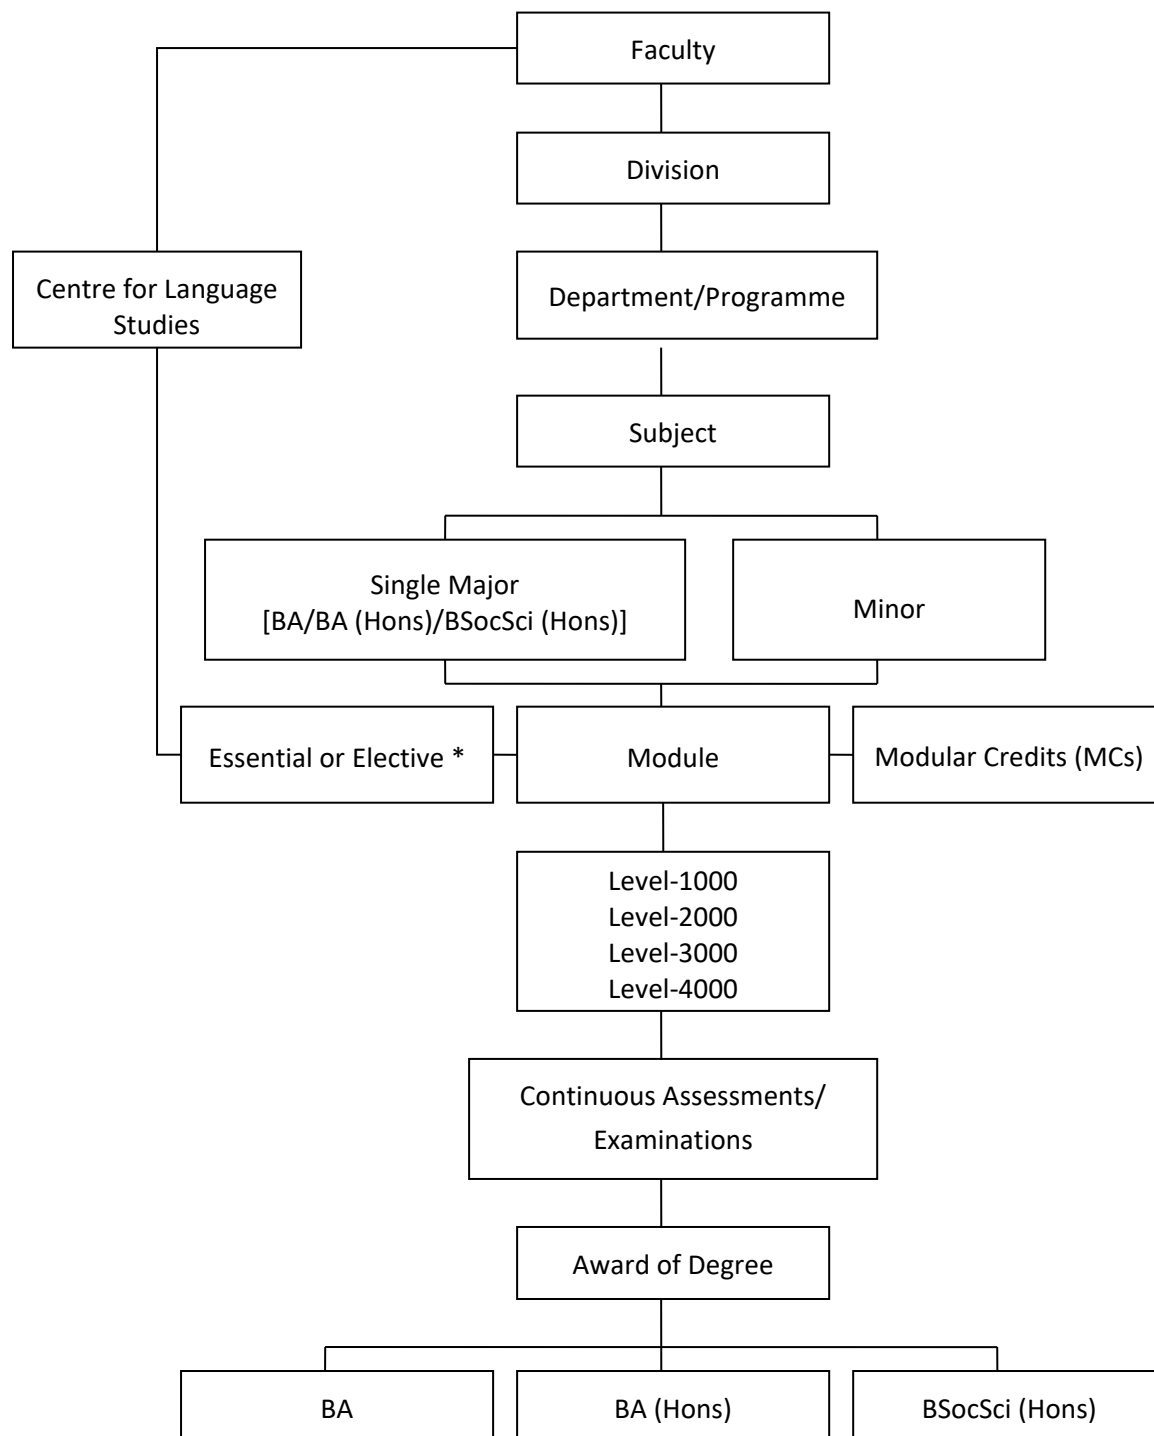 Faculty
Division
Centre for Language
Studies
Department/Programme
Subject
Single Major
[BA/BA (Hons)/BSocSci (Hons)]
Minor
Essential or Elective *
Module
Modular Credits (MCs)
Level-1000
Level-2000
Level-3000
Level-4000
Continuous Assessments/
Examinations
Award of Degree
BA
BA (Hons)
BSocSci (Hons)